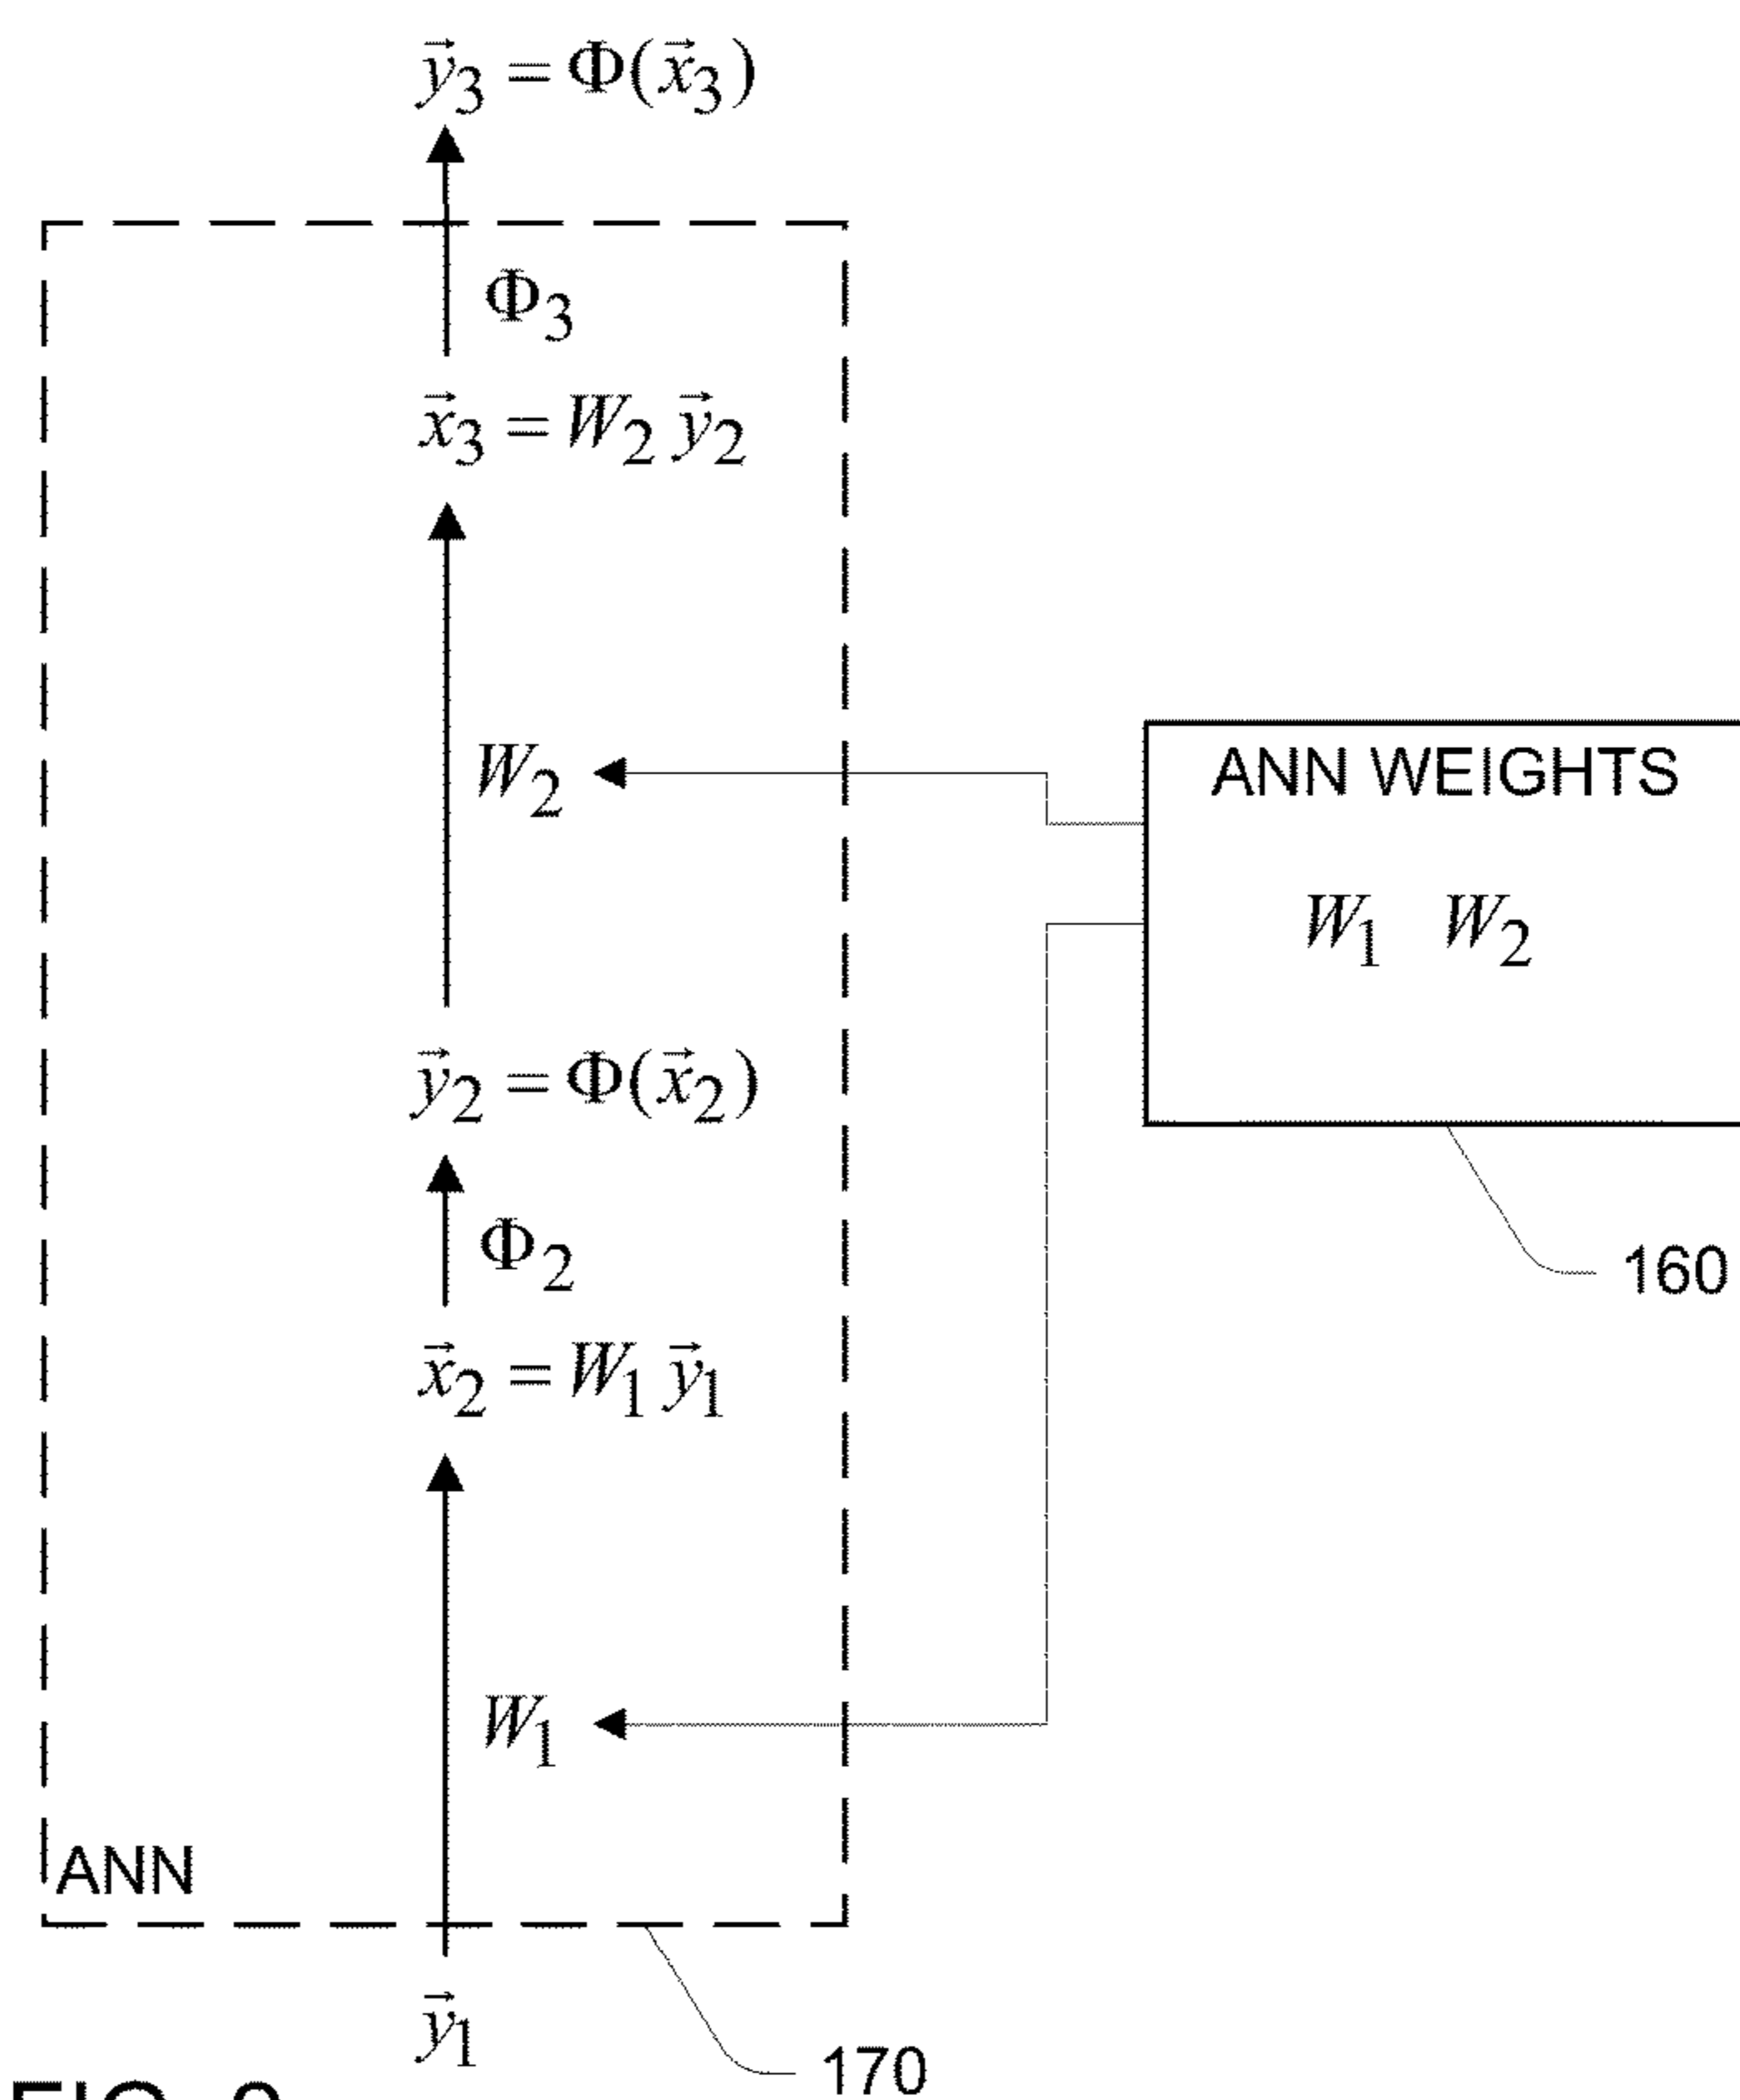 y⃗3 = Φ(x⃗3)
Φ3
x⃗3 = W2 y⃗2
W2
ANN WEIGHTS
W1 W2
y⃗2 = Φ(x⃗2)
Φ2
160
x⃗2 = W1 y⃗1
W1
ANN
y⃗1
170
FIG.